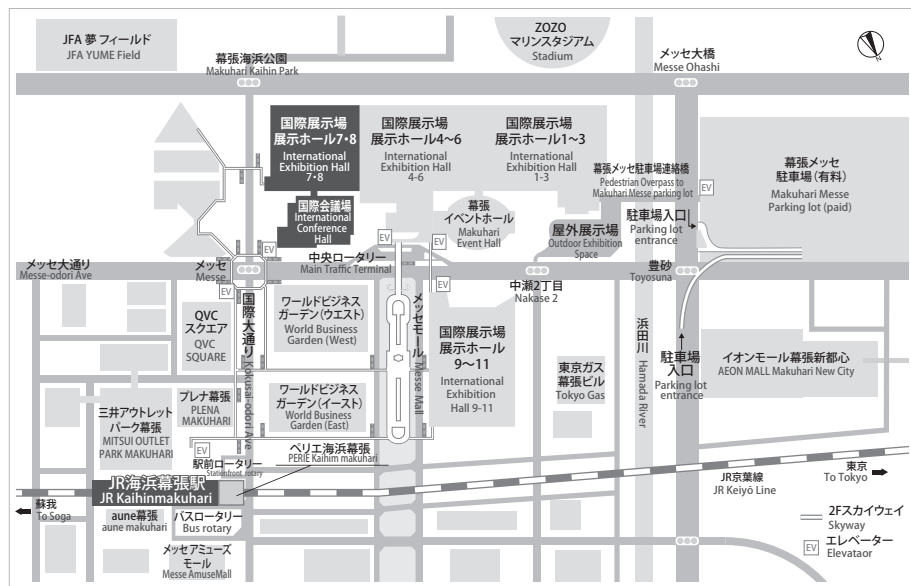 JFA 夢 フィールド
JFA YUME Field
幕張海浜公園
Makuhari Kaihin Park
ZOZO
マリンスタジアム
Stadium
メッセ大橋
Messe Ohashi
N
国際展示場
展示ホール7・8
International
Exhibition Hall
7・8
国際展示場
展示ホール4～6
International
Exhibition Hall
4-6
国際展示場
展示ホール1～3
International
Exhibition Hall
1-3
幕張メッセ駐車場連絡橋
Pedestrian Overpass to
Makuhari Messe parking lot
EV
幕張メッセ
駐車場（有料）
Makuhari Messe
Parking lot (paid)
国際会議場
International
Conference
Hall
幕張
イベントホール
Makuhari
Event Hall
屋外展示場
Outdoor Exhibition
Space
駐車場入口
Parking lot
entrance
EV
EV
EV
中央ロータリー
Main Traffic Terminal
メッセ大通り
Messe-odori Ave
メッセ
Messe
中瀬2丁目
Nakase 2
豊砂
Toyosuna
EV
EV
QVC
スクエア
QVC
SQUARE
国際大通り
Kokusai-odori Ave
ワールドビジネス
ガーデン（ウエスト）
World Business
Garden (West)
メッセモール
Messe Mall
国際展示場
展示ホール
9～11
International
Exhibition
Hall 9-11
浜田川
Hamada River
駐車場
入口
Parking lot
entrance
イオンモール幕張新都心
AEON MALL Makuhari New City
東京ガス
幕張ビル
Tokyo Gas
プレナ幕張
PLENA
MAKUHARI
ワールドビジネス
ガーデン（イースト）
World Business
Garden (East)
三井アウトレット
パーク幕張
MITSUI OUTLET
PARK MAKUHARI
EV
駅前ロータリー
Stationfront rotary
ペリエ海浜幕張
PERIE Kaihim makuhari
JR海浜幕張駅
JR Kaihinmakuhari
蘇我
To Soga
aune幕張
aune makuhari
バスロータリー
Bus rotary
メッセ アミューズ
モール
Messe AmuseMall
JR京葉線
JR Keiyō Line
東京
To Tokyo
2Fスカイウェイ
Skyway
EV
エレベーター
Elevataor